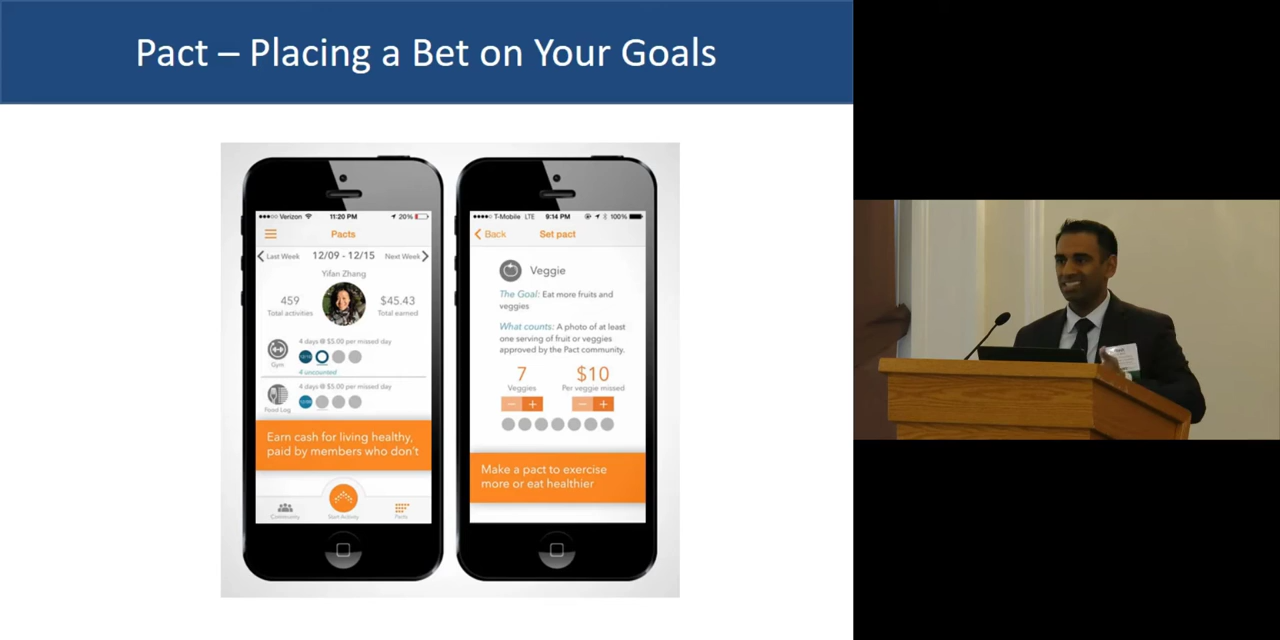 Pact – Placing a Bet on Your Goals
Verizon
11:20 PM
20%
Pacts
Last Week
12/09 - 12/15
Next Week
Yifan Zhang
459
Total activities
$45.43
Total earned
4 days @ $5.00 per missed day
Gym
4 uncounted
4 days @ $5.00 per missed day
Food Log
Earn cash for living healthy,
paid by members who don't
Community
Start Activity
Pacts
T-Mobile LTE
9:14 PM
100%
Back
Set pact
Veggie
The Goal: Eat more fruits and
veggies
What counts: A photo of at least
one serving of fruit or veggies
approved by the Pact community.
7
Veggies
$10
Per veggie missed
− +
− +
Make a pact to exercise
more or eat healthier